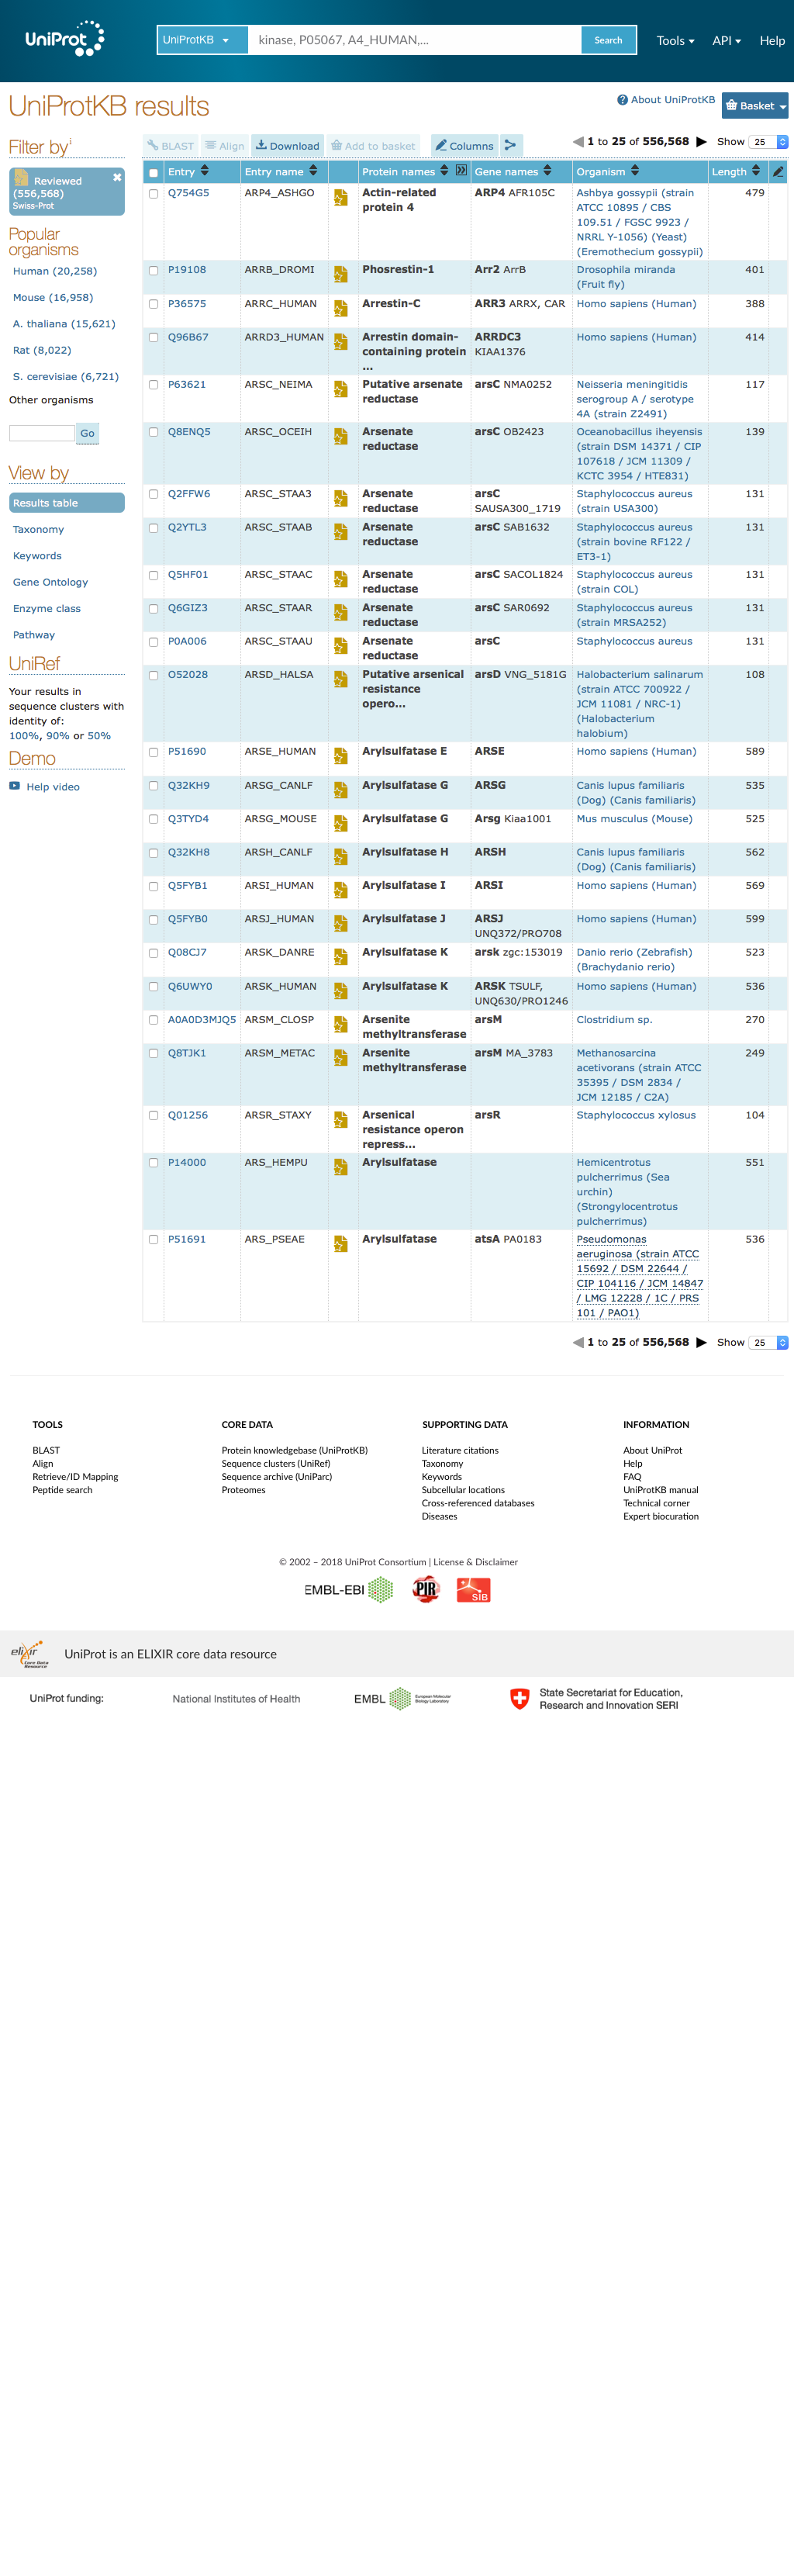 UniProt
UniProtKB
kinase, P05067, A4_HUMAN,...
Search
Tools
API
Help
UniProtKB results
About UniProtKB
Basket
Filter by i
Reviewed
(556,568)
Swiss-Prot
Popular
organisms
Human (20,258)
Mouse (16,958)
A. thaliana (15,621)
Rat (8,022)
S. cerevisiae (6,721)
Other organisms
Go
View by
Results table
Taxonomy
Keywords
Gene Ontology
Enzyme class
Pathway
UniRef
Your results in
sequence clusters with
identity of:
100%, 90% or 50%
Demo
Help video
BLAST Align Download Add to basket Columns
1 to 25 of 556,568 Show 25
Entry Entry name Protein names Gene names Organism Length
Q754G5 ARP4_ASHGO Actin-related ARP4 AFR105C Ashbya gossypii (strain 479
protein 4 ATCC 10895 / CBS
109.51 / FGSC 9923 /
NRRL Y-1056) (Yeast)
(Eremothecium gossypii)
P19108 ARRB_DROMI Phosrestin-1 Arr2 ArrB Drosophila miranda 401
(Fruit fly)
P36575 ARRC_HUMAN Arrestin-C ARR3 ARRX, CAR Homo sapiens (Human) 388
Q96B67 ARRD3_HUMAN Arrestin domain- ARRDC3 Homo sapiens (Human) 414
containing protein KIAA1376
...
P63621 ARSC_NEIMA Putative arsenate arsC NMA0252 Neisseria meningitidis 117
reductase serogroup A / serotype
4A (strain Z2491)
Q8ENQ5 ARSC_OCEIH Arsenate arsC OB2423 Oceanobacillus iheyensis 139
reductase (strain DSM 14371 / CIP
107618 / JCM 11309 /
KCTC 3954 / HTE831)
Q2FFW6 ARSC_STAA3 Arsenate arsC Staphylococcus aureus 131
reductase SAUSA300_1719 (strain USA300)
Q2YTL3 ARSC_STAAB Arsenate arsC SAB1632 Staphylococcus aureus 131
reductase (strain bovine RF122 /
ET3-1)
Q5HF01 ARSC_STAAC Arsenate arsC SACOL1824 Staphylococcus aureus 131
reductase (strain COL)
Q6GIZ3 ARSC_STAAR Arsenate arsC SAR0692 Staphylococcus aureus 131
reductase (strain MRSA252)
P0A006 ARSC_STAAU Arsenate arsC Staphylococcus aureus 131
reductase
O52028 ARSD_HALSA Putative arsenical arsD VNG_5181G Halobacterium salinarum 108
resistance (strain ATCC 700922 /
opero... JCM 11081 / NRC-1)
(Halobacterium
halobium)
P51690 ARSE_HUMAN Arylsulfatase E ARSE Homo sapiens (Human) 589
Q32KH9 ARSG_CANLF Arylsulfatase G ARSG Canis lupus familiaris 535
(Dog) (Canis familiaris)
Q3TYD4 ARSG_MOUSE Arylsulfatase G Arsg Kiaa1001 Mus musculus (Mouse) 525
Q32KH8 ARSH_CANLF Arylsulfatase H ARSH Canis lupus familiaris 562
(Dog) (Canis familiaris)
Q5FYB1 ARSI_HUMAN Arylsulfatase I ARSI Homo sapiens (Human) 569
Q5FYB0 ARSJ_HUMAN Arylsulfatase J ARSJ Homo sapiens (Human) 599
UNQ372/PRO708
Q08CJ7 ARSK_DANRE Arylsulfatase K arsk zgc:153019 Danio rerio (Zebrafish) 523
(Brachydanio rerio)
Q6UWY0 ARSK_HUMAN Arylsulfatase K ARSK TSULF, Homo sapiens (Human) 536
UNQ630/PRO1246
A0A0D3MJQ5 ARSM_CLOSP Arsenite arsM Clostridium sp. 270
methyltransferase
Q8TJK1 ARSM_METAC Arsenite arsM MA_3783 Methanosarcina 249
methyltransferase acetivorans (strain ATCC
35395 / DSM 2834 /
JCM 12185 / C2A)
Q01256 ARSR_STAXY Arsenical arsR Staphylococcus xylosus 104
resistance operon
repress...
P14000 ARS_HEMPU Arylsulfatase Hemicentrotus 551
pulcherrimus (Sea
urchin)
(Strongylocentrotus
pulcherrimus)
P51691 ARS_PSEAE Arylsulfatase atsA PA0183 Pseudomonas 536
aeruginosa (strain ATCC
15692 / DSM 22644 /
CIP 104116 / JCM 14847
/ LMG 12228 / 1C / PRS
101 / PAO1)
1 to 25 of 556,568 Show 25
TOOLS
BLAST
Align
Retrieve/ID Mapping
Peptide search
CORE DATA
Protein knowledgebase (UniProtKB)
Sequence clusters (UniRef)
Sequence archive (UniParc)
Proteomes
SUPPORTING DATA
Literature citations
Taxonomy
Keywords
Subcellular locations
Cross-referenced databases
Diseases
INFORMATION
About UniProt
Help
FAQ
UniProtKB manual
Technical corner
Expert biocuration
© 2002 – 2018 UniProt Consortium | License & Disclaimer
EMBL-EBI PIR SIB
elixir
Core Data
Resource
UniProt is an ELIXIR core data resource
UniProt funding:
National Institutes of Health
EMBL European Molecular
Biology Laboratory
State Secretariat for Education,
Research and Innovation SERI